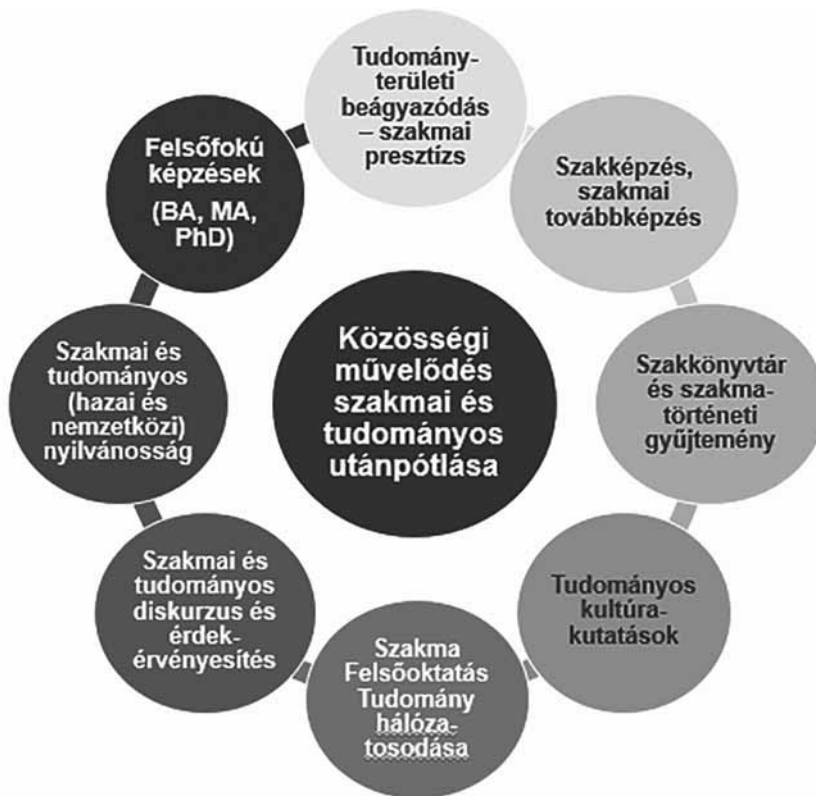 Tudomány-
területi
beágyazódás
– szakmai
presztízs
Szakképzés,
szakmai
továbbképzés
Szakkönyvtár
és szakma-
történeti
gyűjtemény
Tudományos
kultúra-
kutatások
Szakma
Felsőoktatás
Tudomány
hálóza-
tosodása
Szakmai és
tudományos
diskurzus és
érdek-
érvényesítés
Szakmai és
tudományos
(hazai és
nemzetközi)
nyilvánosság
Felsőfokú
képzések
(BA, MA,
PhD)
Közösségi
művelődés
szakmai és
tudományos
utánpótlása